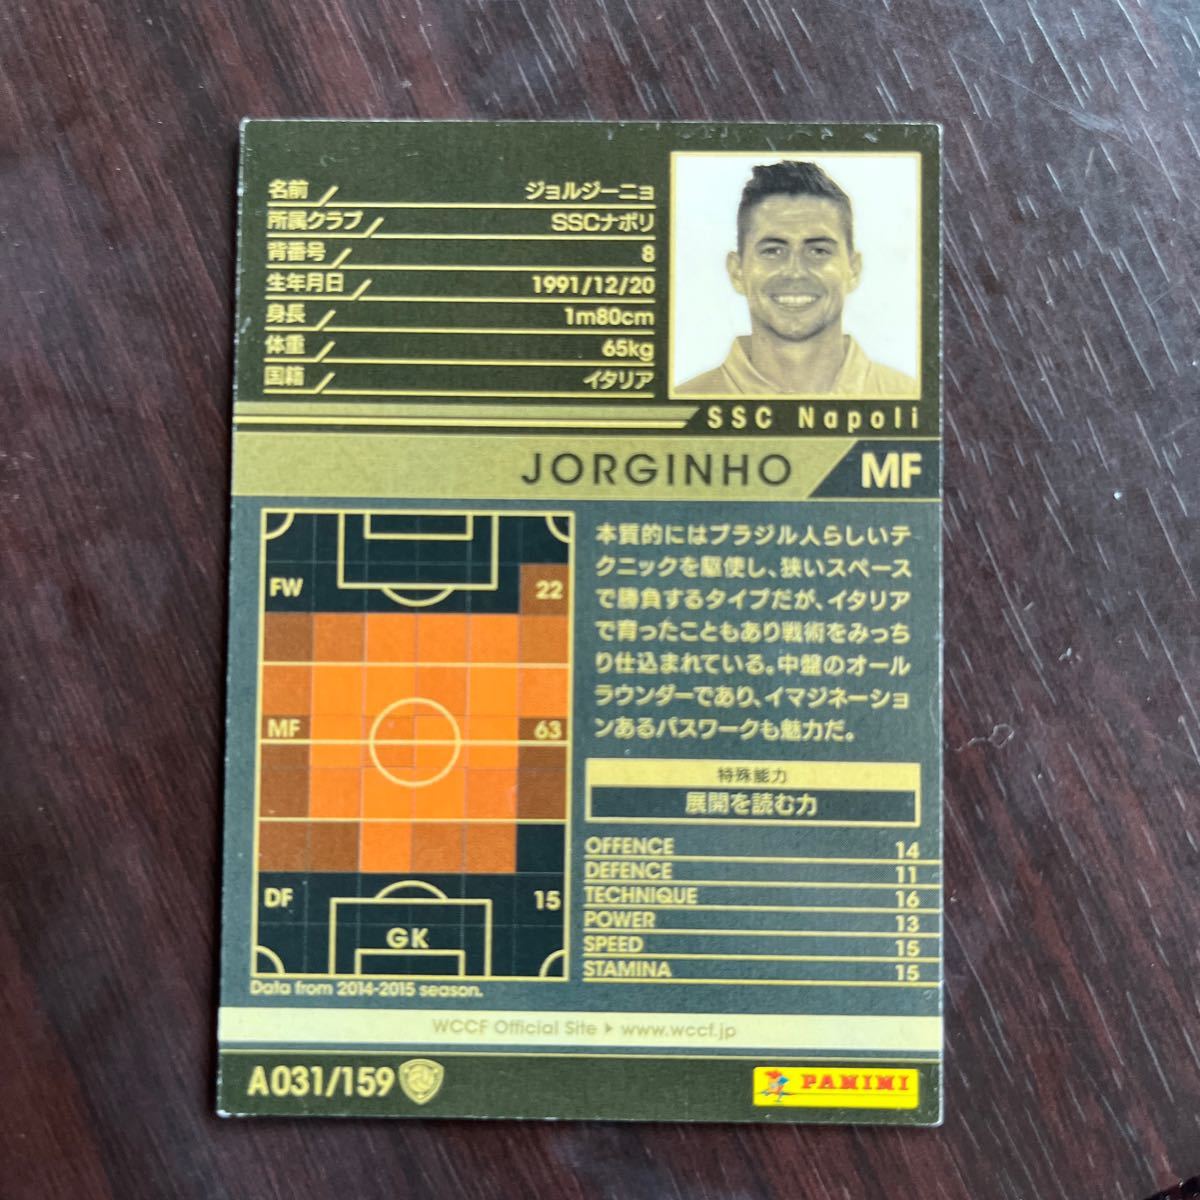 名前 ジョルジーニョ
所属クラブ SSCナポリ
背番号 8
生年月日 1991/12/20
身長 1m80cm
体重 65kg
国籍 イタリア
SSC Napoli
JORGINHO MF
FW 22
MF 63
DF 15
GK
Data from 2014-2015 season.
本質的にはブラジル人らしいテ
クニックを駆使し、狭いスペース
で勝負するタイプだが、イタリア
で育ったこともあり戦術をみっち
り仕込まれている。中盤のオール
ラウンダーであり、イマジネーショ
ンあるパスワークも魅力だ。
特殊能力
展開を読む力
OFFENCE 14
DEFENCE 11
TECHNIQUE 16
POWER 13
SPEED 15
STAMINA 15
WCCF Official Site ▶ www.wccf.jp
A031/159
PANINI